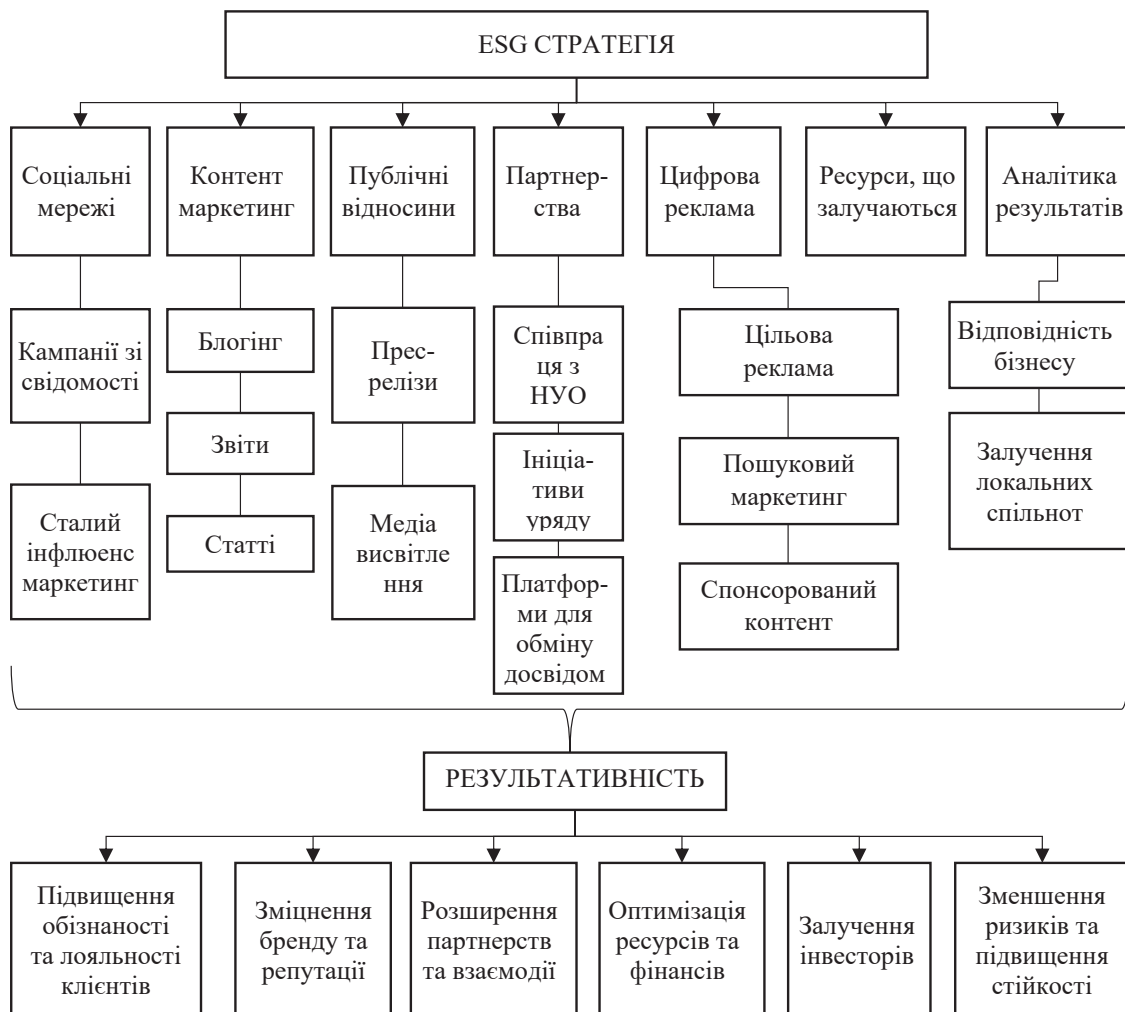 ESG СТРАТЕГІЯ
Соціальні
мережі
Контент
маркетинг
Публічні
відносини
Партнер-
ства
Цифрова
реклама
Ресурси, що
залучаються
Аналітика
результатів
Кампанії зі
свідомості
Сталий
інфлюенс
маркетинг
Блогінг
Звіти
Статті
Прес-
релізи
Медіа
висвітле
ння
Співпра
ця з
НУО
Ініціа-
тиви
уряду
Платфор-
ми для
обміну
досвідом
Цільова
реклама
Пошуковий
маркетинг
Спонсорований
контент
Відповідність
бізнесу
Залучення
локальних
спільнот
РЕЗУЛЬТАТИВНІСТЬ
Підвищення
обізнаності
та лояльності
клієнтів
Зміцнення
бренду та
репутації
Розширення
партнерств
та взаємодії
Оптимізація
ресурсів та
фінансів
Залучення
інвесторів
Зменшення
ризиків та
підвищення
стійкості